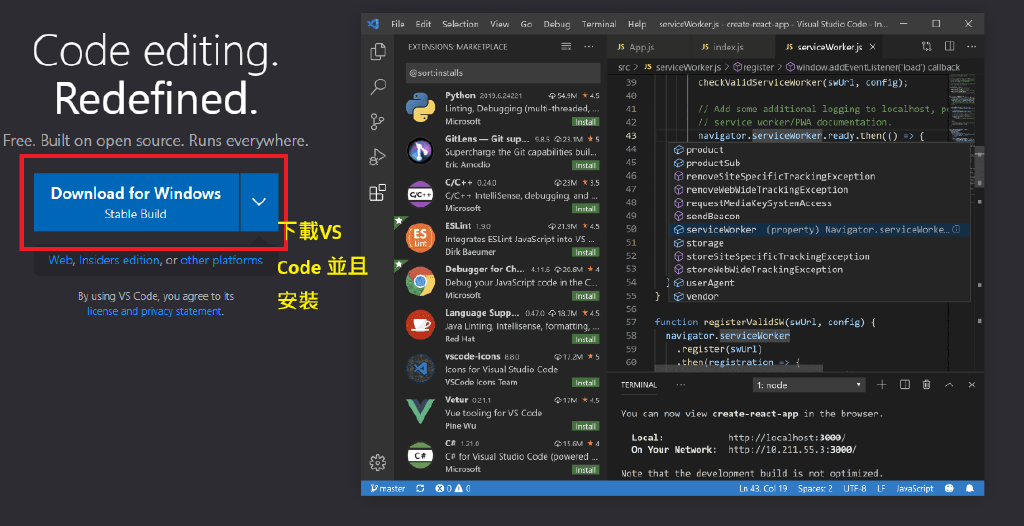 Code editing.
Redefined.
Free. Built on open source. Runs everywhere.
Download for Windows
Stable Build
Web, Insiders edition, or other platforms
By using VS Code, you agree to its
license and privacy statement.
下載VS
Code 並且
安裝
File Edit Selection View Go Debug Terminal Help serviceWorker.js - create-react-app - Visual Studio Code - In...
EXTENSIONS: MARKETPLACE
@sort:installs
Python 2019.6.24221 54.9M 4.5
Linting, Debugging (multi-threaded, ...
Microsoft Install
GitLens — Git sup... 9.8.5 23.1M 5
Supercharge the Git capabilities buil...
Eric Amodio Install
C/C++ 0.24.0 23M 3.5
C/C++ IntelliSense, debugging, and ...
Microsoft Install
ESLint 1.9.0 21.9M 4.5
Integrates ESLint JavaScript into VS ...
Dirk Baeumer Install
Debugger for Ch... 4.11.6 20.6M 4
Debug your JavaScript code in the C...
Microsoft Install
Language Supp... 0.47.0 18.7M 4.5
Java Linting, Intellisense, formatting, ...
Red Hat Install
vscode-icons 8.8.0 17.2M 5
Icons for Visual Studio Code
VSCode Icons Team Install
Vetur 0.21.1 17M 4.5
Vue tooling for VS Code
Pine Wu Install
C# 1.21.0 15.6M 4
C# for Visual Studio Code (powered ...
Microsoft Install
JS App.js JS index.js JS serviceWorker.js
src > JS serviceWorker.js > register > window.addEventListener('load') callback
39 checkValidServiceWorker(swUrl, config);
40
41 // Add some additional logging to localhost, po
42 // service worker/PWA documentation.
43 navigator.serviceWorker.ready.then(() => {
44 product
45 productSub
46 removeSiteSpecificTrackingException
47 removeWebWideTrackingException
48 requestMediaKeySystemAccess
49 sendBeacon
50 serviceWorker (property) Navigator.serviceWorke...
51 storage
52 storeSiteSpecificTrackingException
53 storeWebWideTrackingException
54 } userAgent
55 } vendor
56
57 function registerValidSW(swUrl, config) {
58 navigator.serviceWorker
59 .register(swUrl)
60 .then(registration => {
TERMINAL ... 1: node
You can now view create-react-app in the browser.
Local: http://localhost:3000/
On Your Network: http://10.211.55.3:3000/
Note that the development build is not optimized.
master 0 0 Ln 43, Col 19 Spaces: 2 UTF-8 LF JavaScript